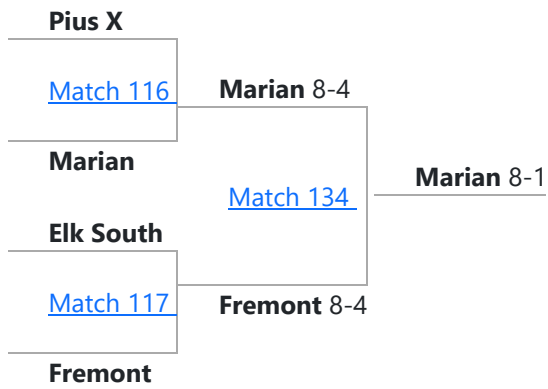 Pius X
Match 116
Marian 8-4
Marian
Marian 8-1
Match 134
Elk South
Match 117
Fremont 8-4
Fremont